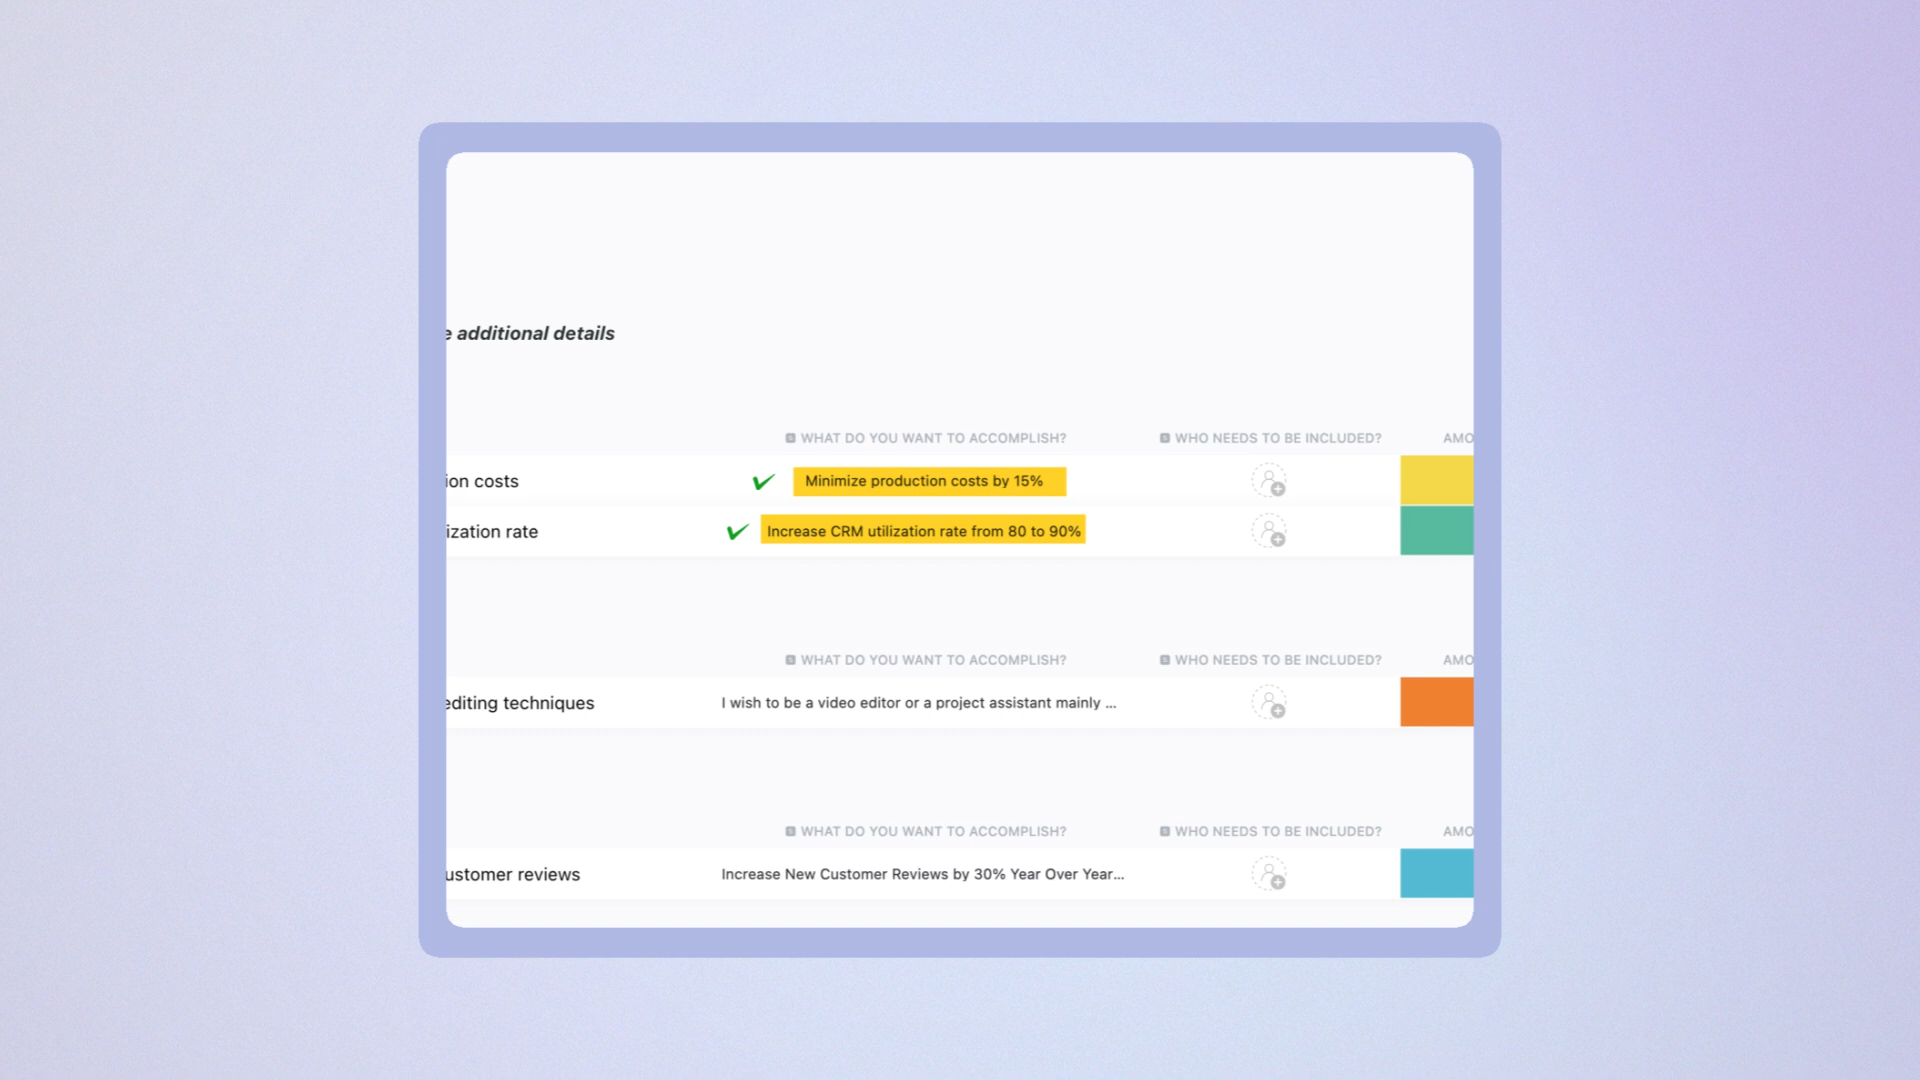 e additional details
WHAT DO YOU WANT TO ACCOMPLISH? WHO NEEDS TO BE INCLUDED? AMO
ion costs Minimize production costs by 15%
ization rate Increase CRM utilization rate from 80 to 90%
WHAT DO YOU WANT TO ACCOMPLISH? WHO NEEDS TO BE INCLUDED? AMO
editing techniques I wish to be a video editor or a project assistant mainly ...
WHAT DO YOU WANT TO ACCOMPLISH? WHO NEEDS TO BE INCLUDED? AMO
ustomer reviews Increase New Customer Reviews by 30% Year Over Year...